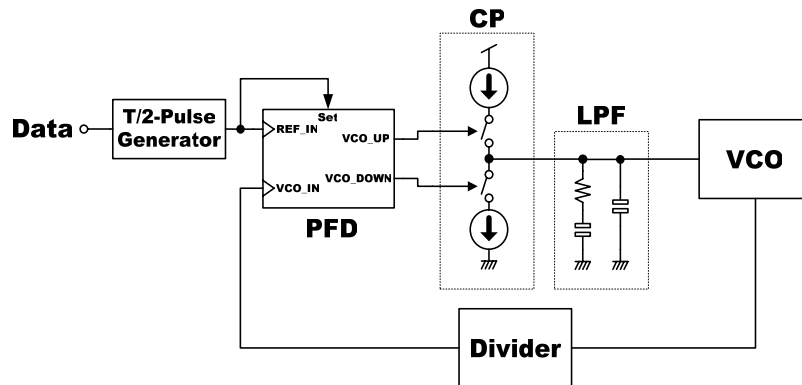 CP
T/2-Pulse
Generator
Data
Set
REF_IN
VCO_UP
VCO_IN
VCO_DOWN
PFD
LPF
VCO
Divider